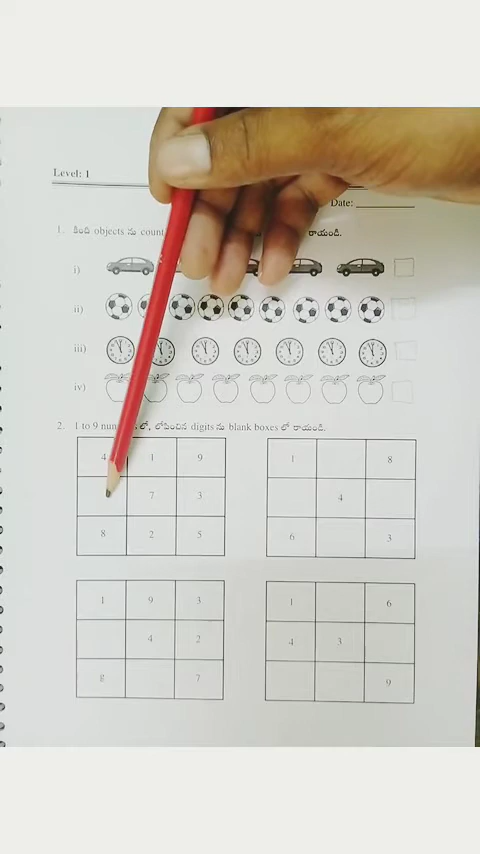 Level: 1
Date:
1. కింది objects ను count రాయండి.
i)
ii)
iii)
iv)
2. 1 to 9 లో, లోపించిన digits ను blank boxes లో రాయండి.
4 1 9
7 3
8 2 5
1 8
4
6 3
1 9 3
4 2
8 7
1 6
4 3
9